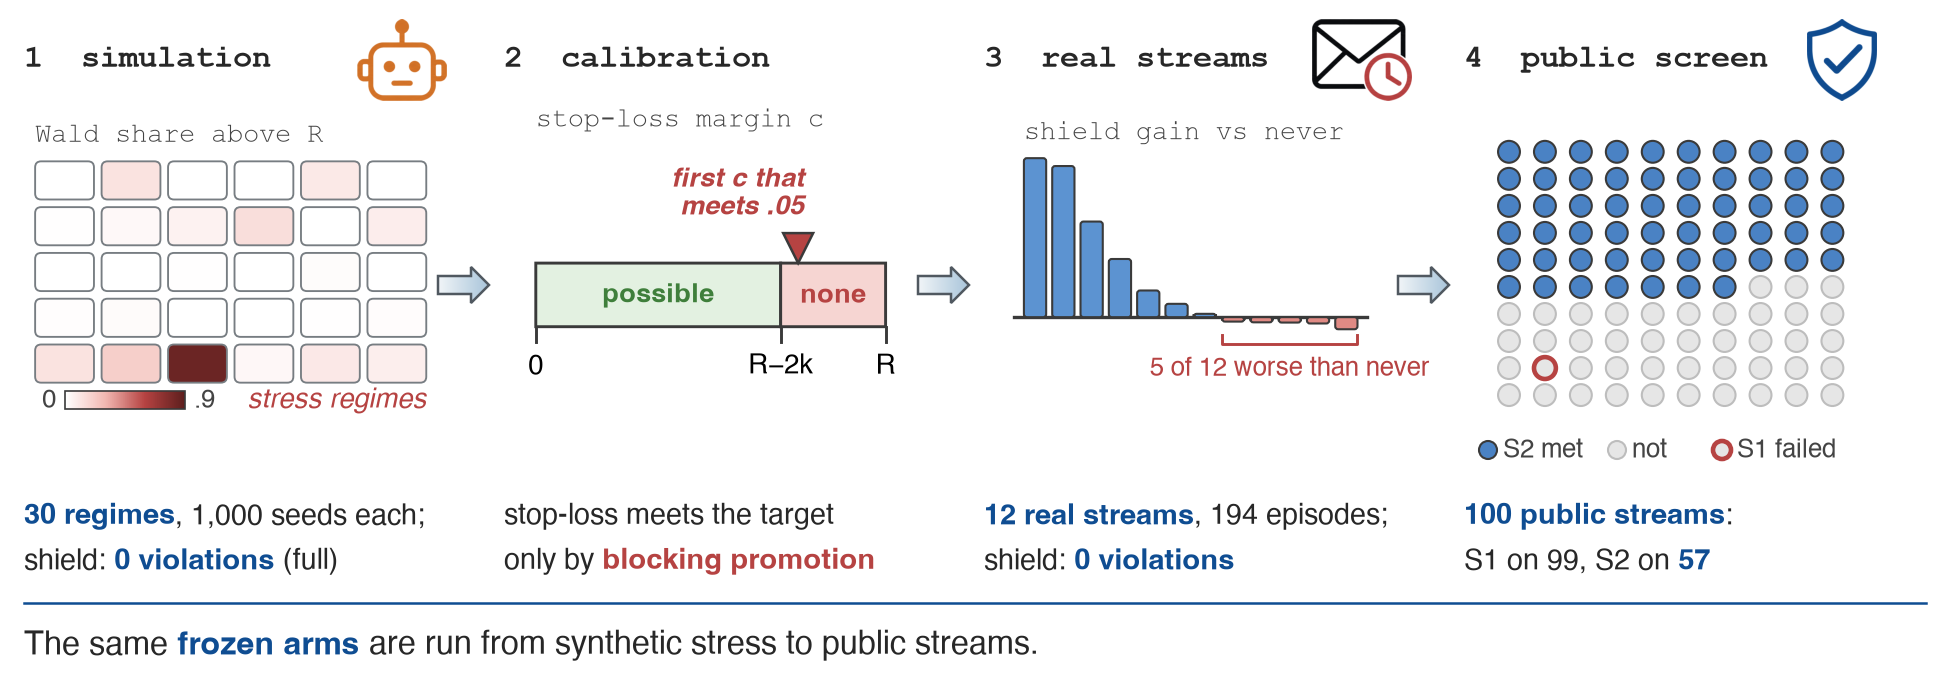 1 simulation
Wald share above R
0 .9 stress regimes
30 regimes, 1,000 seeds each;
shield: 0 violations (full)
2 calibration
stop-loss margin c
first c that
meets .05
possible none
0 R−2k R
stop-loss meets the target
only by blocking promotion
3 real streams
shield gain vs never
5 of 12 worse than never
12 real streams, 194 episodes;
shield: 0 violations
4 public screen
S2 met not S1 failed
100 public streams:
S1 on 99, S2 on 57
The same frozen arms are run from synthetic stress to public streams.